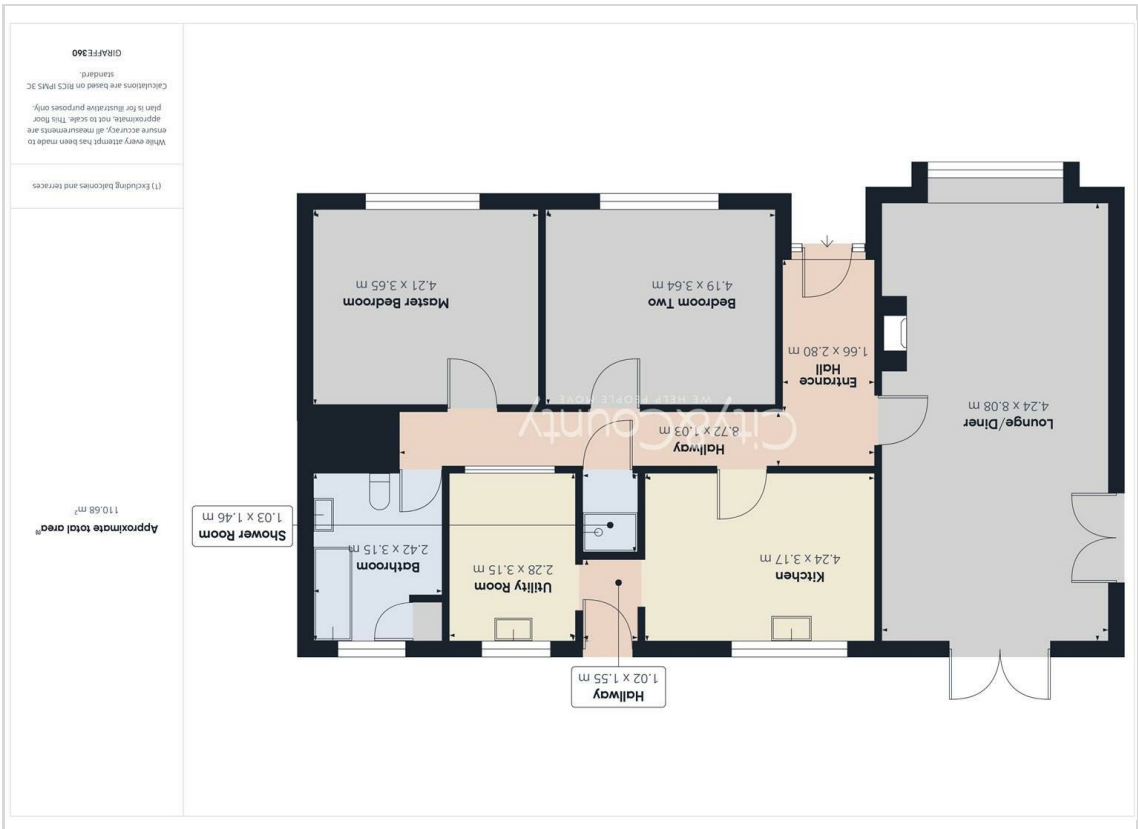 Hallway
1.02 x 1.55 m
Kitchen
4.24 x 3.17 m
Utility Room
2.28 x 3.15 m
Bathroom
2.42 x 3.15 m
Shower Room
1.03 x 1.46 m
Lounge/Diner
4.24 x 8.08 m
Hallway
8.72 x 1.03 m
City&County
WE HELP PEOPLE MOVE
Entrance
Hall
1.66 x 2.80 m
Bedroom Two
4.19 x 3.64 m
Master Bedroom
4.21 x 3.65 m
Approximate total area⁽¹⁾
110.68 m²
(1) Excluding balconies and terraces
While every attempt has been made to
ensure accuracy, all measurements are
approximate, not to scale. This floor
plan is for illustrative purposes only.
Calculations are based on RICS IPMS 3C
standard.
GIRAFFE360